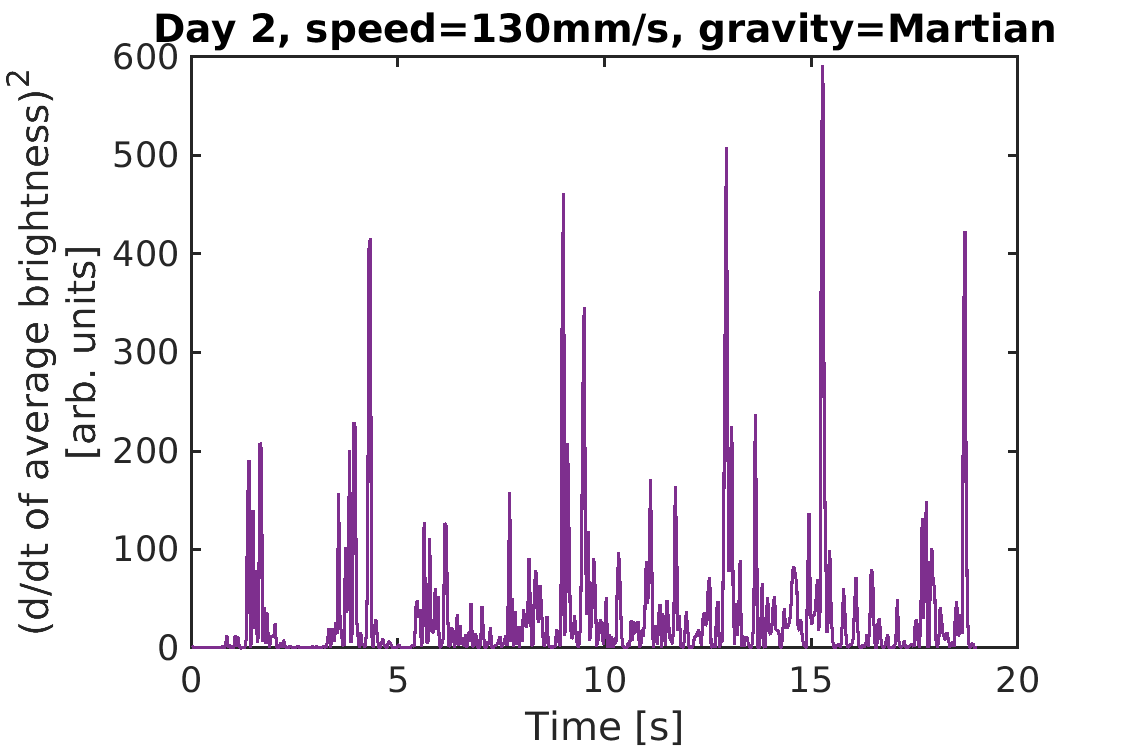 Day 2, speed=130mm/s, gravity=Martian
(d/dt of average brightness)²
[arb. units]
600
500
400
300
200
100
0
0 5 10 15 20
Time [s]